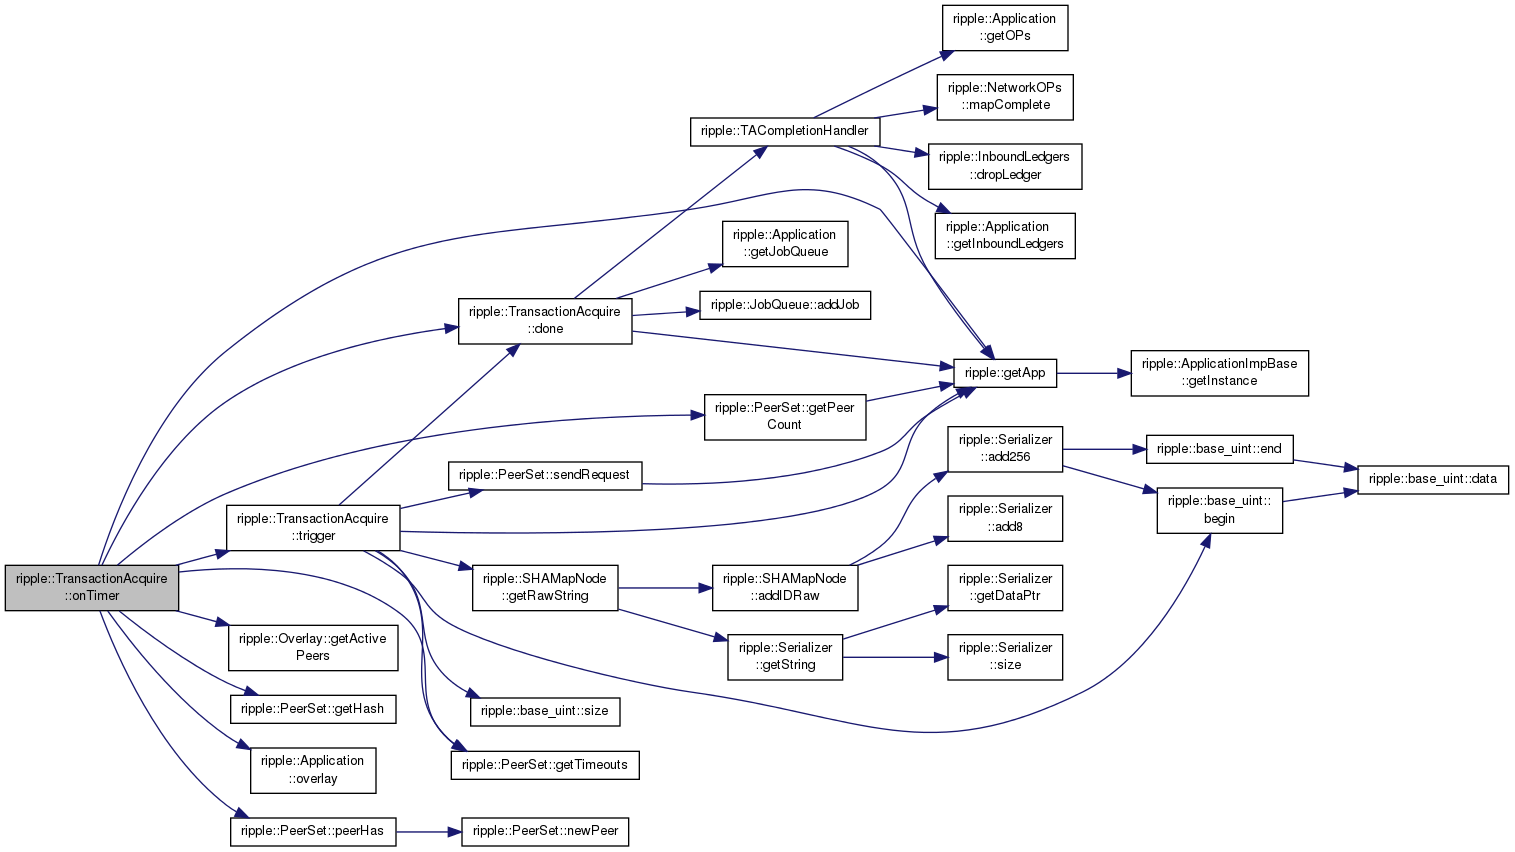 ripple::Application
::getOPs
ripple::NetworkOPs
::mapComplete
ripple::TACompletionHandler
ripple::InboundLedgers
::dropLedger
ripple::Application
::getInboundLedgers
ripple::Application
::getJobQueue
ripple::JobQueue::addJob
ripple::TransactionAcquire
::done
ripple::getApp
ripple::ApplicationImpBase
::getInstance
ripple::PeerSet::getPeer
Count
ripple::Serializer
::add256
ripple::base_uint::end
ripple::base_uint::data
ripple::PeerSet::sendRequest
ripple::base_uint::
begin
ripple::Serializer
::add8
ripple::TransactionAcquire
::trigger
ripple::TransactionAcquire
::onTimer
ripple::SHAMapNode
::getRawString
ripple::SHAMapNode
::addIDRaw
ripple::Serializer
::getDataPtr
ripple::Overlay::getActive
Peers
ripple::Serializer
::getString
ripple::Serializer
::size
ripple::PeerSet::getHash
ripple::base_uint::size
ripple::Application
::overlay
ripple::PeerSet::getTimeouts
ripple::PeerSet::peerHas
ripple::PeerSet::newPeer